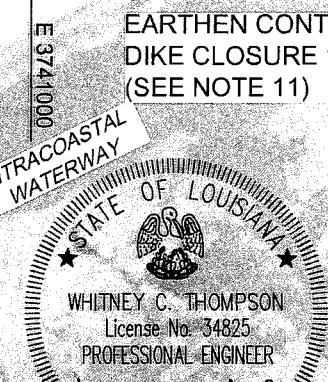 EARTHEN CONT
DIKE CLOSURE
(SEE NOTE 11)
E 3741000
INTRACOASTAL
WATERWAY
STATE OF LOUISIANA
WHITNEY C. THOMPSON
License No. 34825
PROFESSIONAL ENGINEER